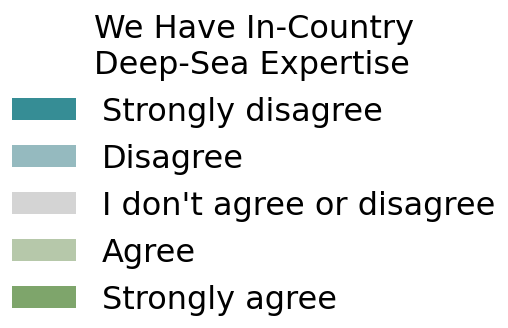 We Have In-Country
Deep-Sea Expertise
Strongly disagree
Disagree
I don't agree or disagree
Agree
Strongly agree